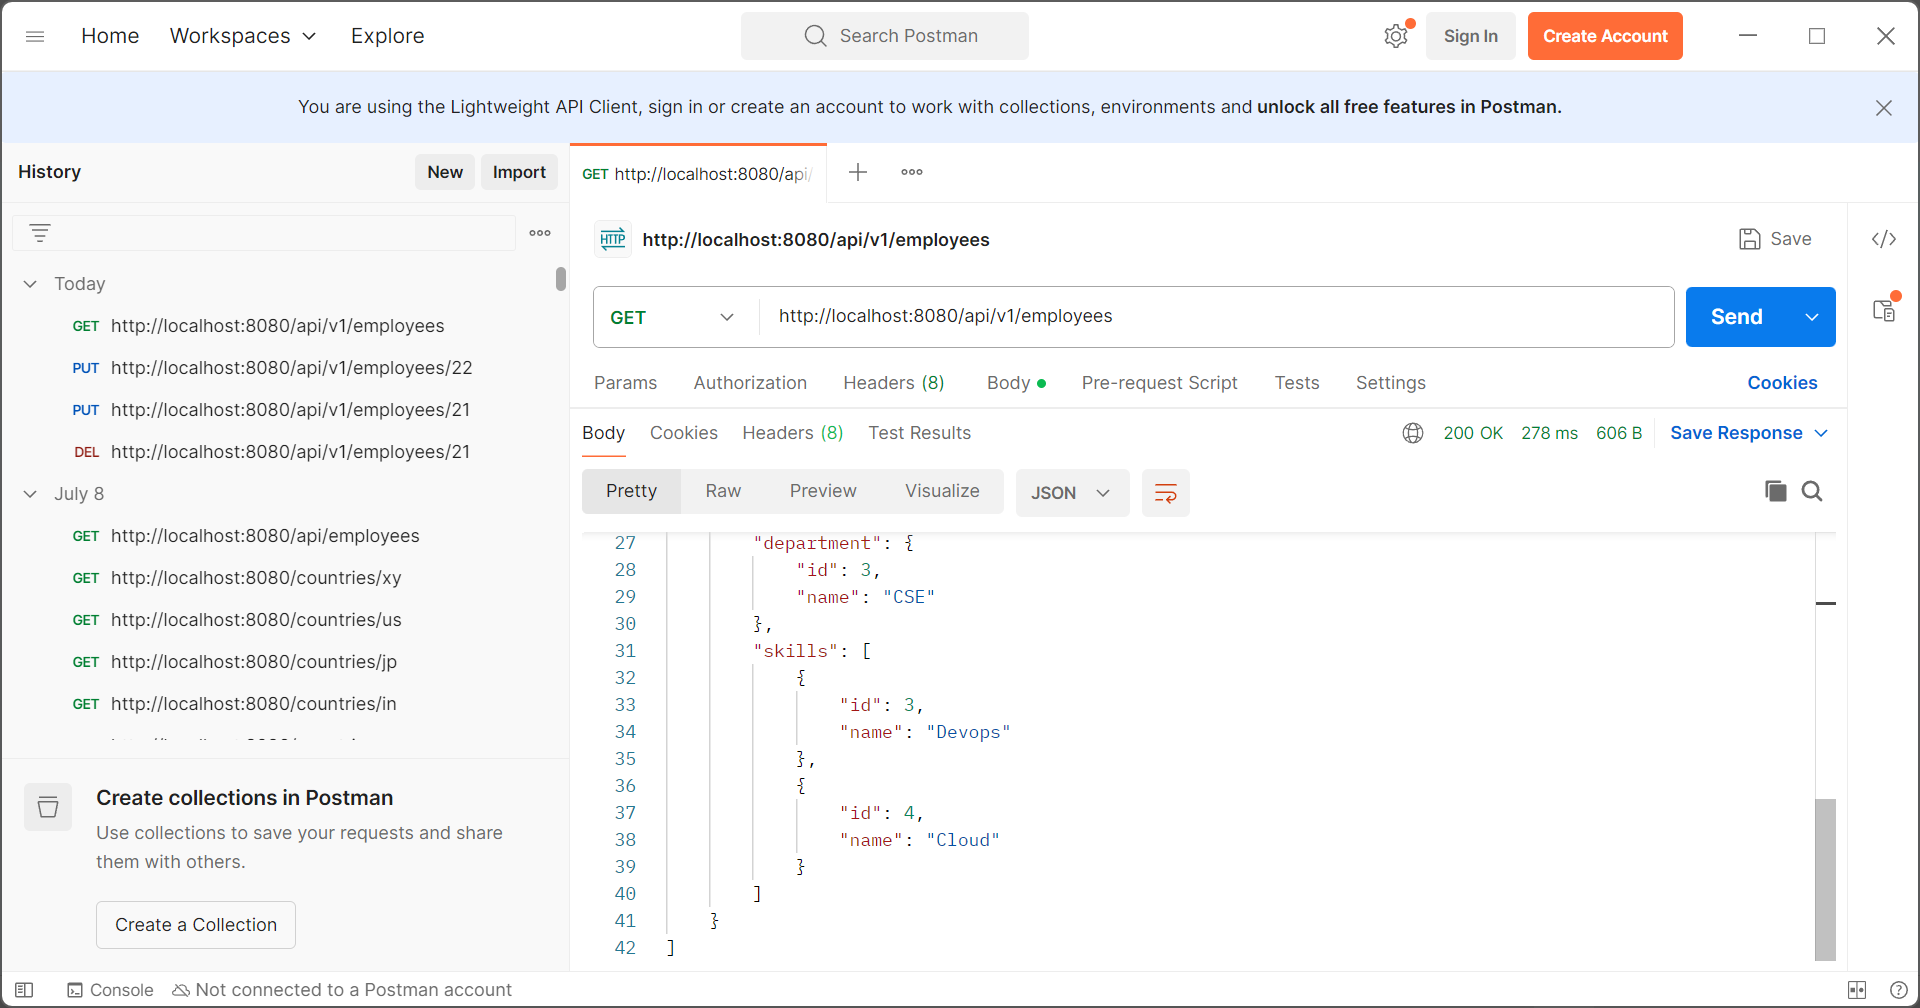 Home Workspaces Explore Search Postman Sign In Create Account
You are using the Lightweight API Client, sign in or create an account to work with collections, environments and unlock all free features in Postman.
History New Import
GET http://localhost:8080/api/
HTTP http://localhost:8080/api/v1/employees Save
Today
GET http://localhost:8080/api/v1/employees
PUT http://localhost:8080/api/v1/employees/22
PUT http://localhost:8080/api/v1/employees/21
DEL http://localhost:8080/api/v1/employees/21
July 8
GET http://localhost:8080/api/employees
GET http://localhost:8080/countries/xy
GET http://localhost:8080/countries/us
GET http://localhost:8080/countries/jp
GET http://localhost:8080/countries/in
Create collections in Postman
Use collections to save your requests and share
them with others.
Create a Collection
GET http://localhost:8080/api/v1/employees Send
Params Authorization Headers (8) Body Pre-request Script Tests Settings Cookies
Body Cookies Headers (8) Test Results 200 OK 278 ms 606 B Save Response
Pretty Raw Preview Visualize JSON
27 "department": {
28 "id": 3,
29 "name": "CSE"
30 },
31 "skills": [
32 {
33 "id": 3,
34 "name": "Devops"
35 },
36 {
37 "id": 4,
38 "name": "Cloud"
39 }
40 ]
41 }
42 ]
Console Not connected to a Postman account